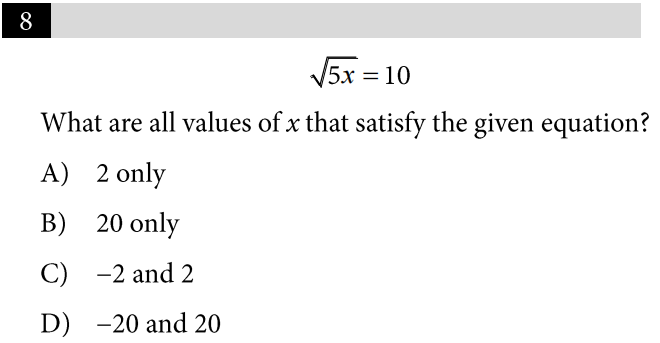 8
√5x = 10
What are all values of x that satisfy the given equation?
A) 2 only
B) 20 only
C) −2 and 2
D) −20 and 20